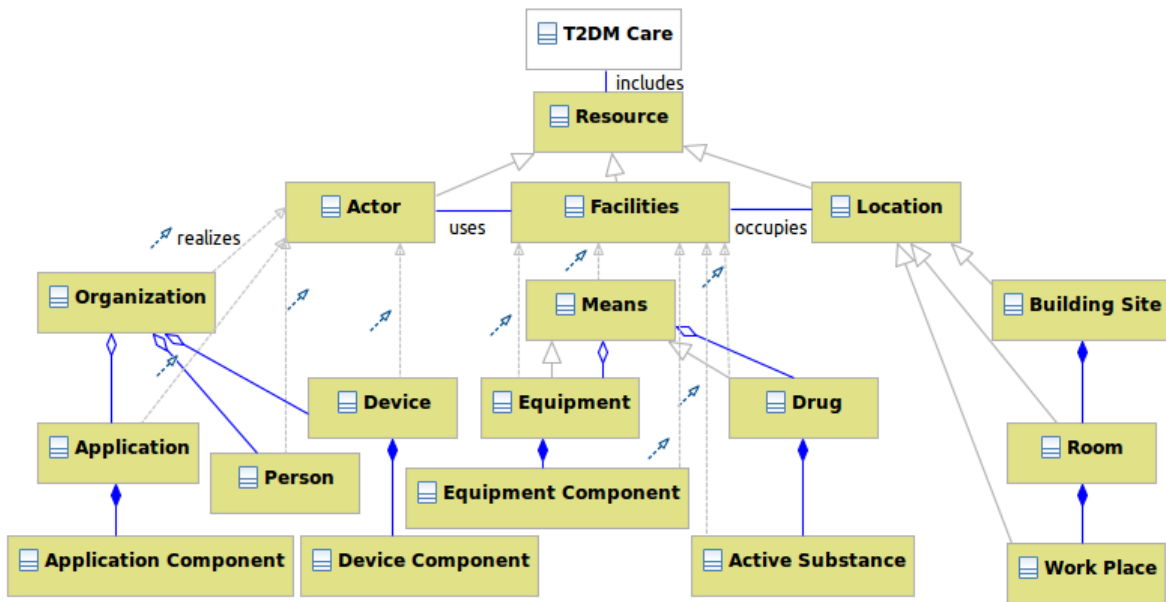 T2DM Care
includes
Resource
Actor
Facilities
Location
uses
occupies
realizes
Organization
Means
Building Site
Device
Equipment
Drug
Application
Room
Person
Equipment Component
Application Component
Device Component
Active Substance
Work Place